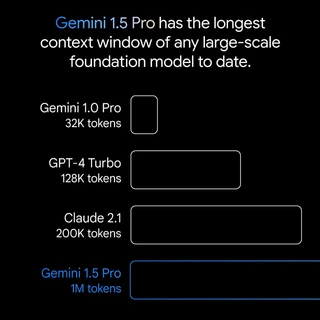 Gemini 1.5 Pro has the longest
context window of any large-scale
foundation model to date.
Gemini 1.0 Pro
32K tokens
GPT-4 Turbo
128K tokens
Claude 2.1
200K tokens
Gemini 1.5 Pro
1M tokens